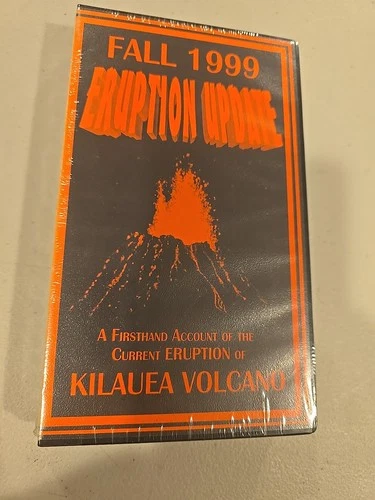 FALL 1999
ERUPTION UPDATE
A FIRSTHAND ACCOUNT OF THE
CURRENT ERUPTION OF
KILAUEA VOLCANO